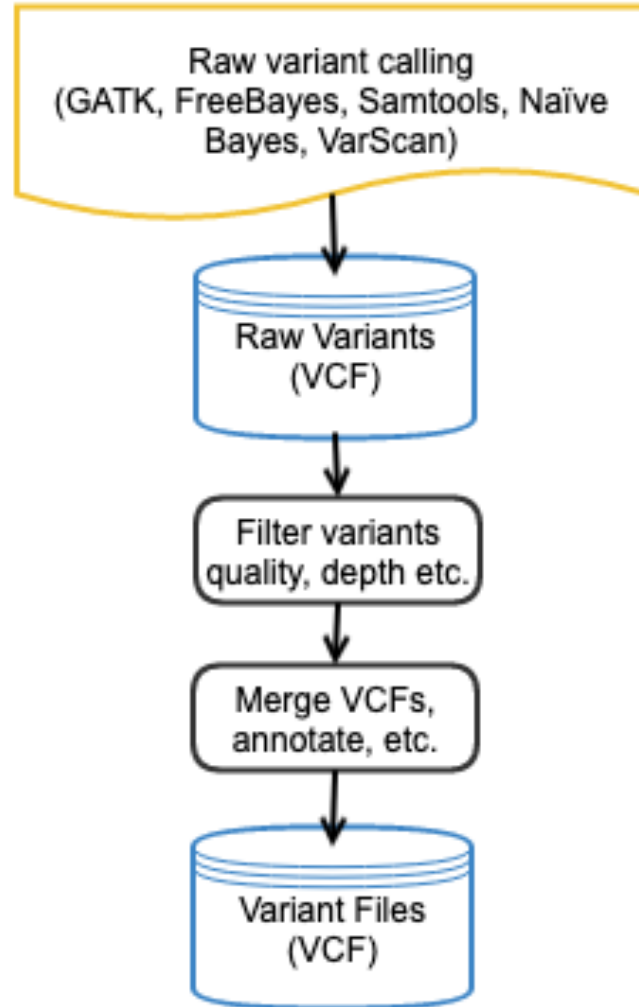 Raw variant calling
(GATK, FreeBayes, Samtools, Naïve
Bayes, VarScan)
Raw Variants
(VCF)
Filter variants
quality, depth etc.
Merge VCFs,
annotate, etc.
Variant Files
(VCF)